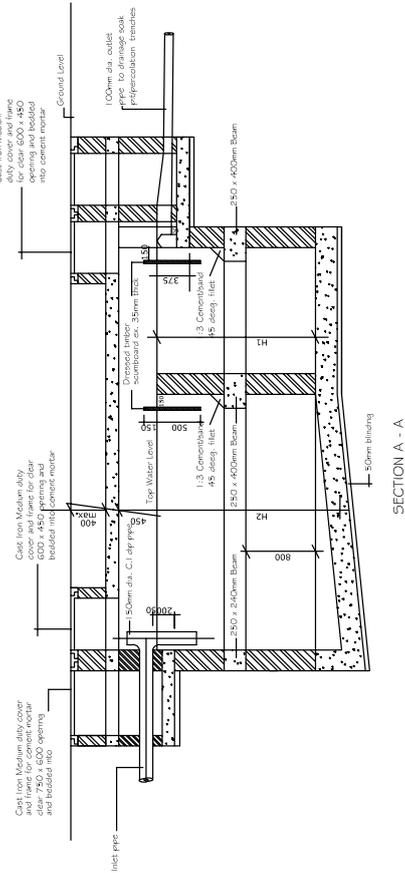 duty cover and frame
for clear 600 x 450
opening and bedded
into cement mortar
Ground Level
100mm dia. outlet
pipe to drainage soak
pit/percolation trenches
Cast Iron Medium duty
cover and frame for clear
600 x 450 opening and
bedded into cement mortar
Cast Iron Medium duty cover
and frame for cement mortar
clear 750 x 600 opening
and bedded into
400
max.
450
Top Water Level
Dressed timber
scumboard ex. 35mm thick
150
375
150
150
500
150mm dia. C.I dip pipe
Inlet pipe
1:3 Cement/sand
45 deeg. fillet
1:3 Cement/sand
45 deeg. fillet
250 x 400mm Beam
250 x 400mm Beam
250 x 240mm Beam
H1
H2
800
50mm blinding
SECTION A - A